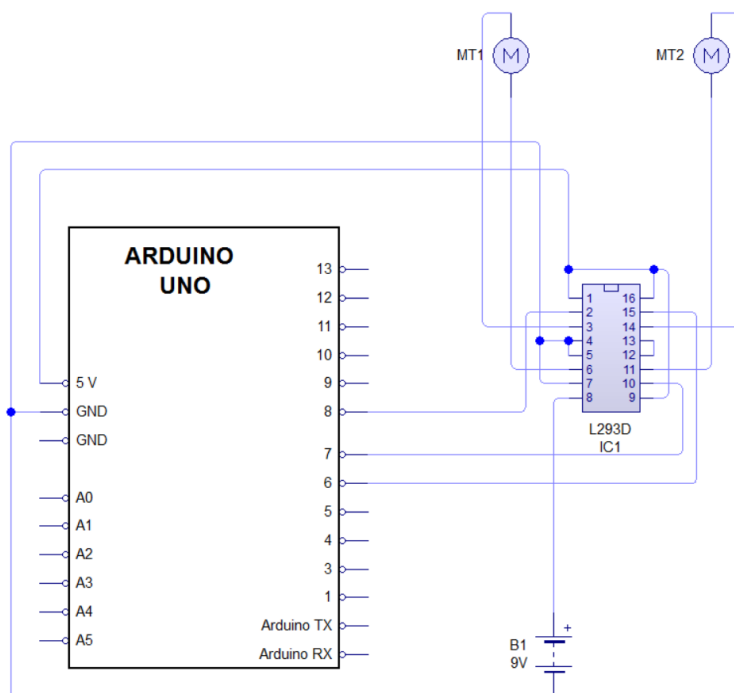 MT1
M
MT2
M
ARDUINO
UNO
13
12
11
10
9
8
7
6
5
4
3
1
Arduino TX
Arduino RX
5 V
GND
GND
A0
A1
A2
A3
A4
A5
1 16
2 15
3 14
4 13
5 12
6 11
7 10
8 9
L293D
IC1
B1
9V
+